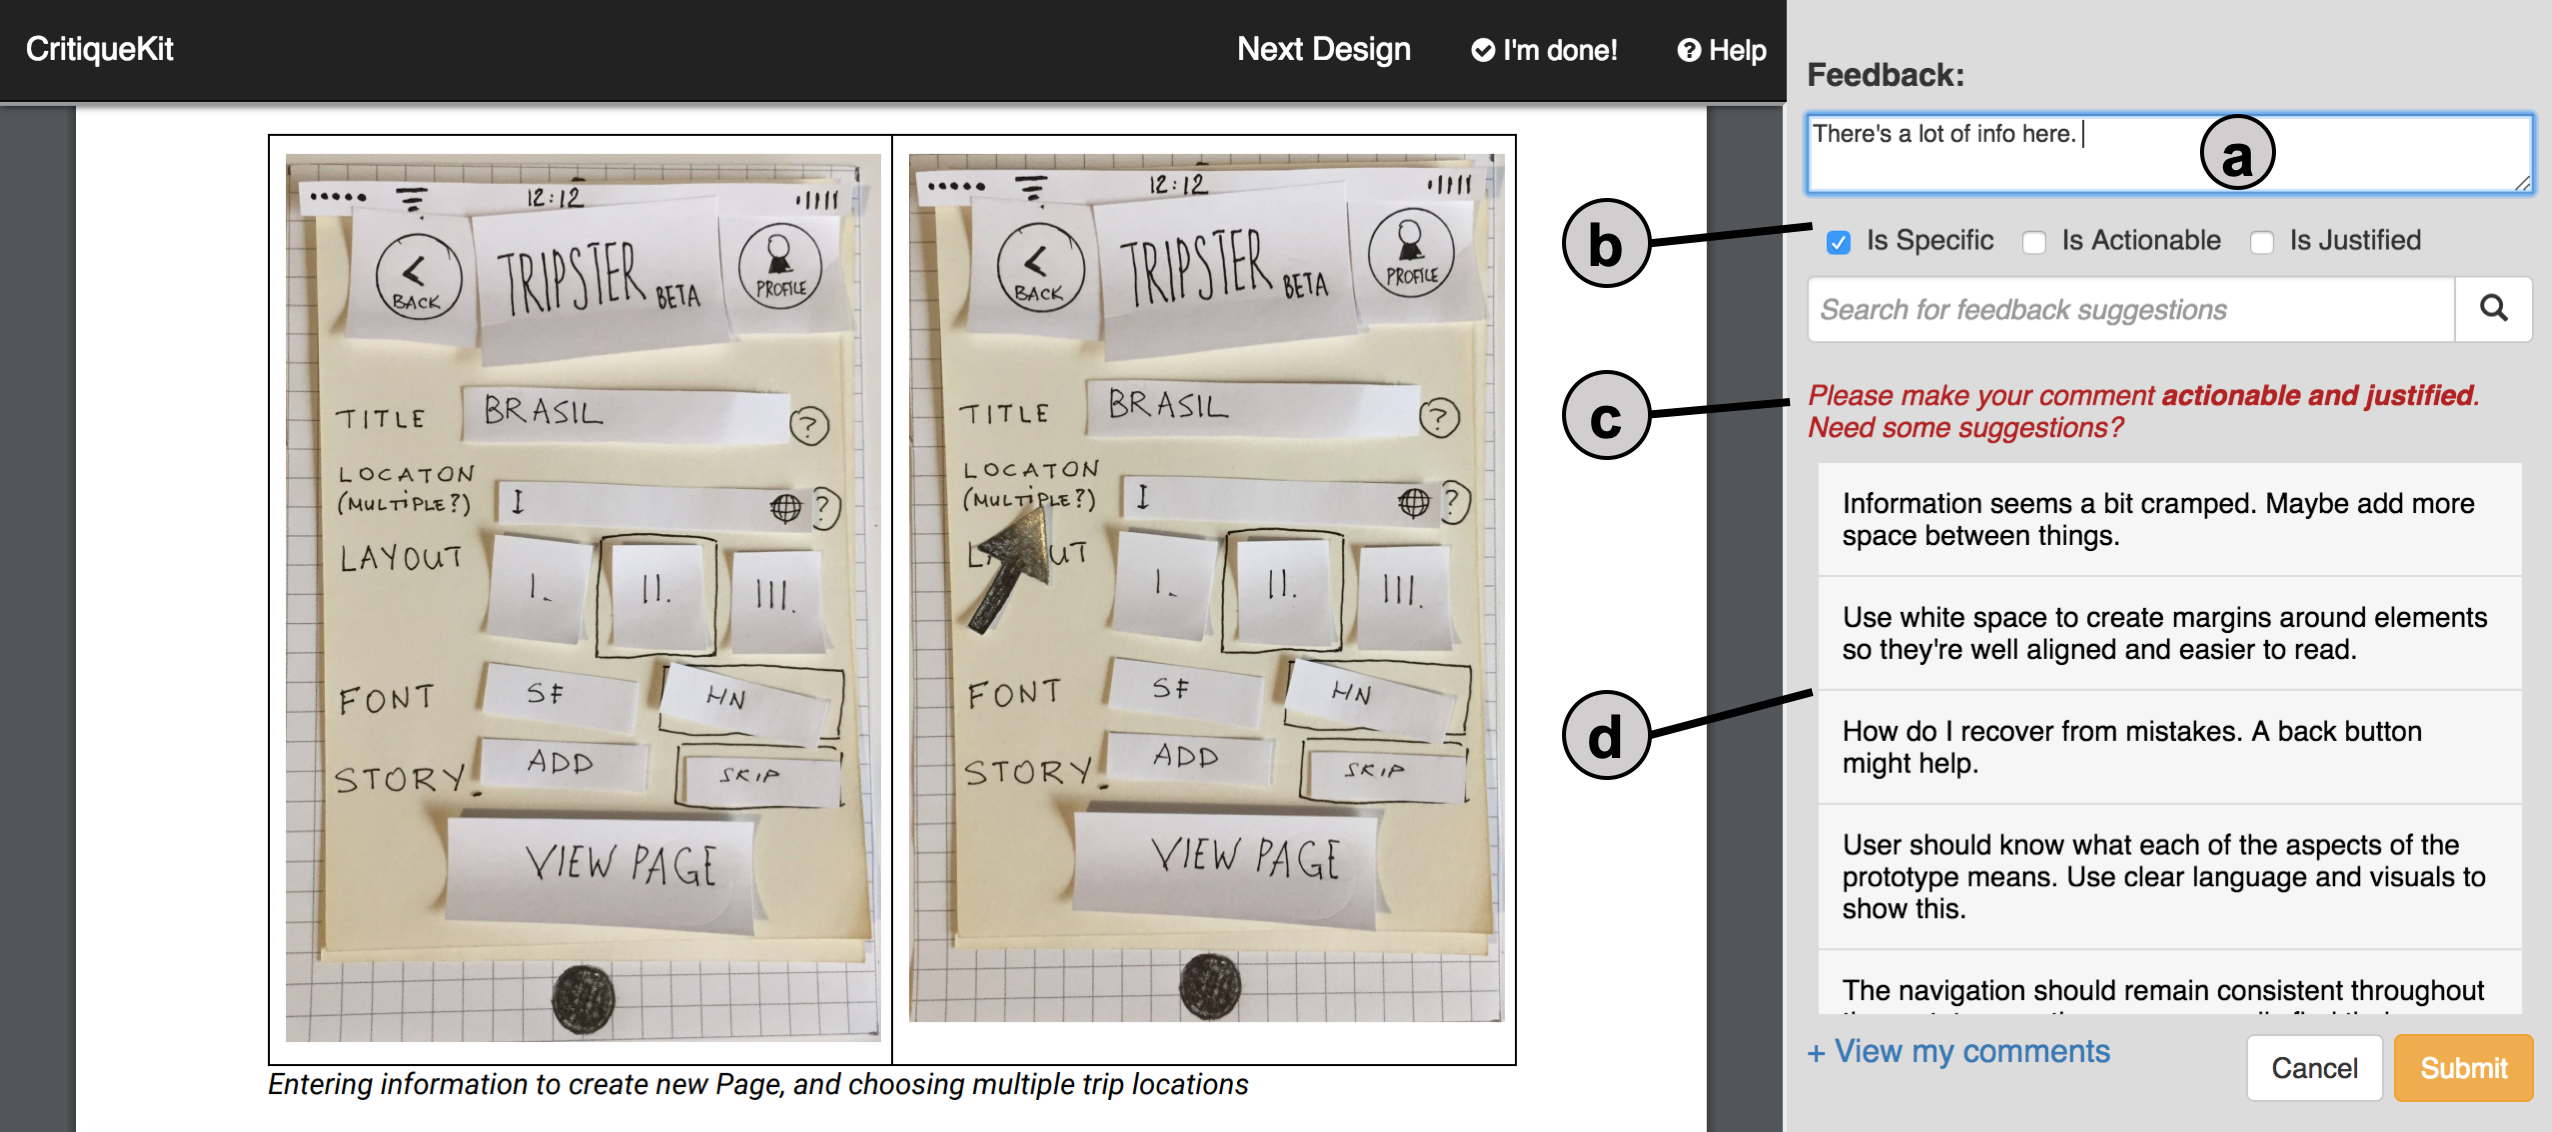 CritiqueKit
Next Design
I'm done!
Help
12:12
BACK
TRIPSTER BETA
PROFILE
TITLE
BRASIL
?
LOCATON
(MULTIPLE?)
I
?
LAYOUT
I.
II.
III.
FONT
SF
HN
STORY.
ADD
SKIP
VIEW PAGE
12:12
BACK
TRIPSTER BETA
PROFILE
TITLE
BRASIL
?
LOCATON
(MULTIPLE?)
I
?
I.
II.
III.
FONT
SF
HN
STORY.
ADD
SKIP
VIEW PAGE
Entering information to create new Page, and choosing multiple trip locations
Feedback:
There's a lot of info here.
a
b
Is Specific
Is Actionable
Is Justified
Search for feedback suggestions
c
Please make your comment actionable and justified.
Need some suggestions?
Information seems a bit cramped. Maybe add more
space between things.
Use white space to create margins around elements
so they're well aligned and easier to read.
d
How do I recover from mistakes. A back button
might help.
User should know what each of the aspects of the
prototype means. Use clear language and visuals to
show this.
The navigation should remain consistent throughout
+ View my comments
Cancel
Submit